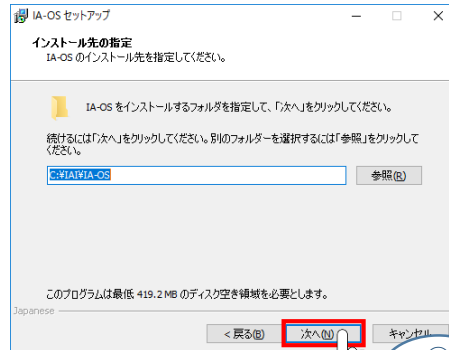 IA-OS セットアップ
インストール先の指定
IA-OS のインストール先を指定してください。
IA-OS をインストールするフォルダを指定して、「次へ」をクリックしてください。
続けるには「次へ」をクリックしてください。別のフォルダーを選択するには「参照」をクリックして
ください。
C:¥IAI¥IA-OS
参照(R)
このプログラムは最低 419.2 MB のディスク空き領域を必要とします。
Japanese
< 戻る(B)
次へ(N)
キャンセル